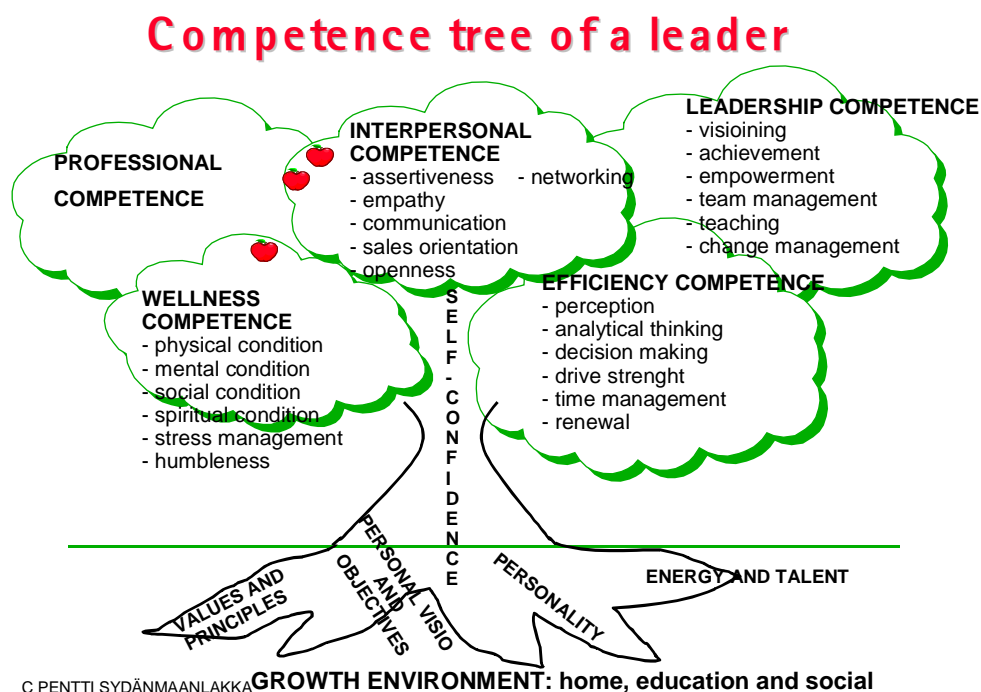 Competence tree of a leader
PROFESSIONAL
COMPETENCE
INTERPERSONAL
COMPETENCE
- assertiveness - networking
- empathy
- communication
- sales orientation
- openness
LEADERSHIP COMPETENCE
- visioining
- achievement
- empowerment
- team management
- teaching
- change management
WELLNESS
COMPETENCE
- physical condition
- mental condition
- social condition
- spiritual condition
- stress management
- humbleness
EFFICIENCY COMPETENCE
- perception
- analytical thinking
- decision making
- drive strenght
- time management
- renewal
SELF-CONFIDENCE
VALUES AND
PRINCIPLES
PERSONAL VISIO
AND
OBJECTIVES
PERSONALITY
ENERGY AND TALENT
C PENTTI SYDÄNMAANLAKKA
GROWTH ENVIRONMENT: home, education and social